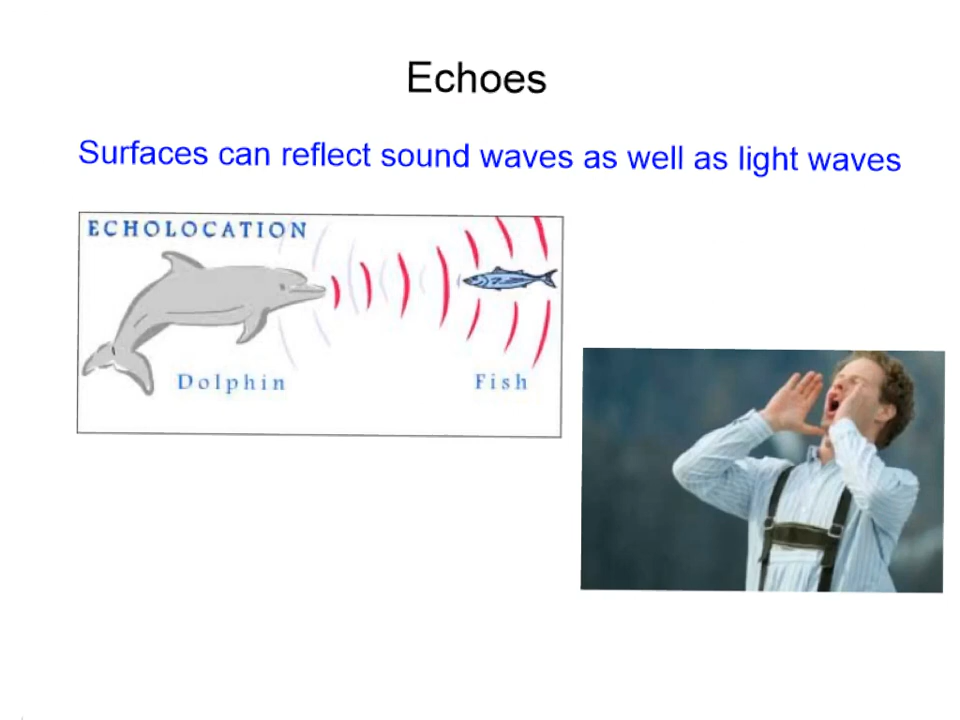 Echoes
Surfaces can reflect sound waves as well as light waves
ECHOLOCATION
Dolphin
Fish